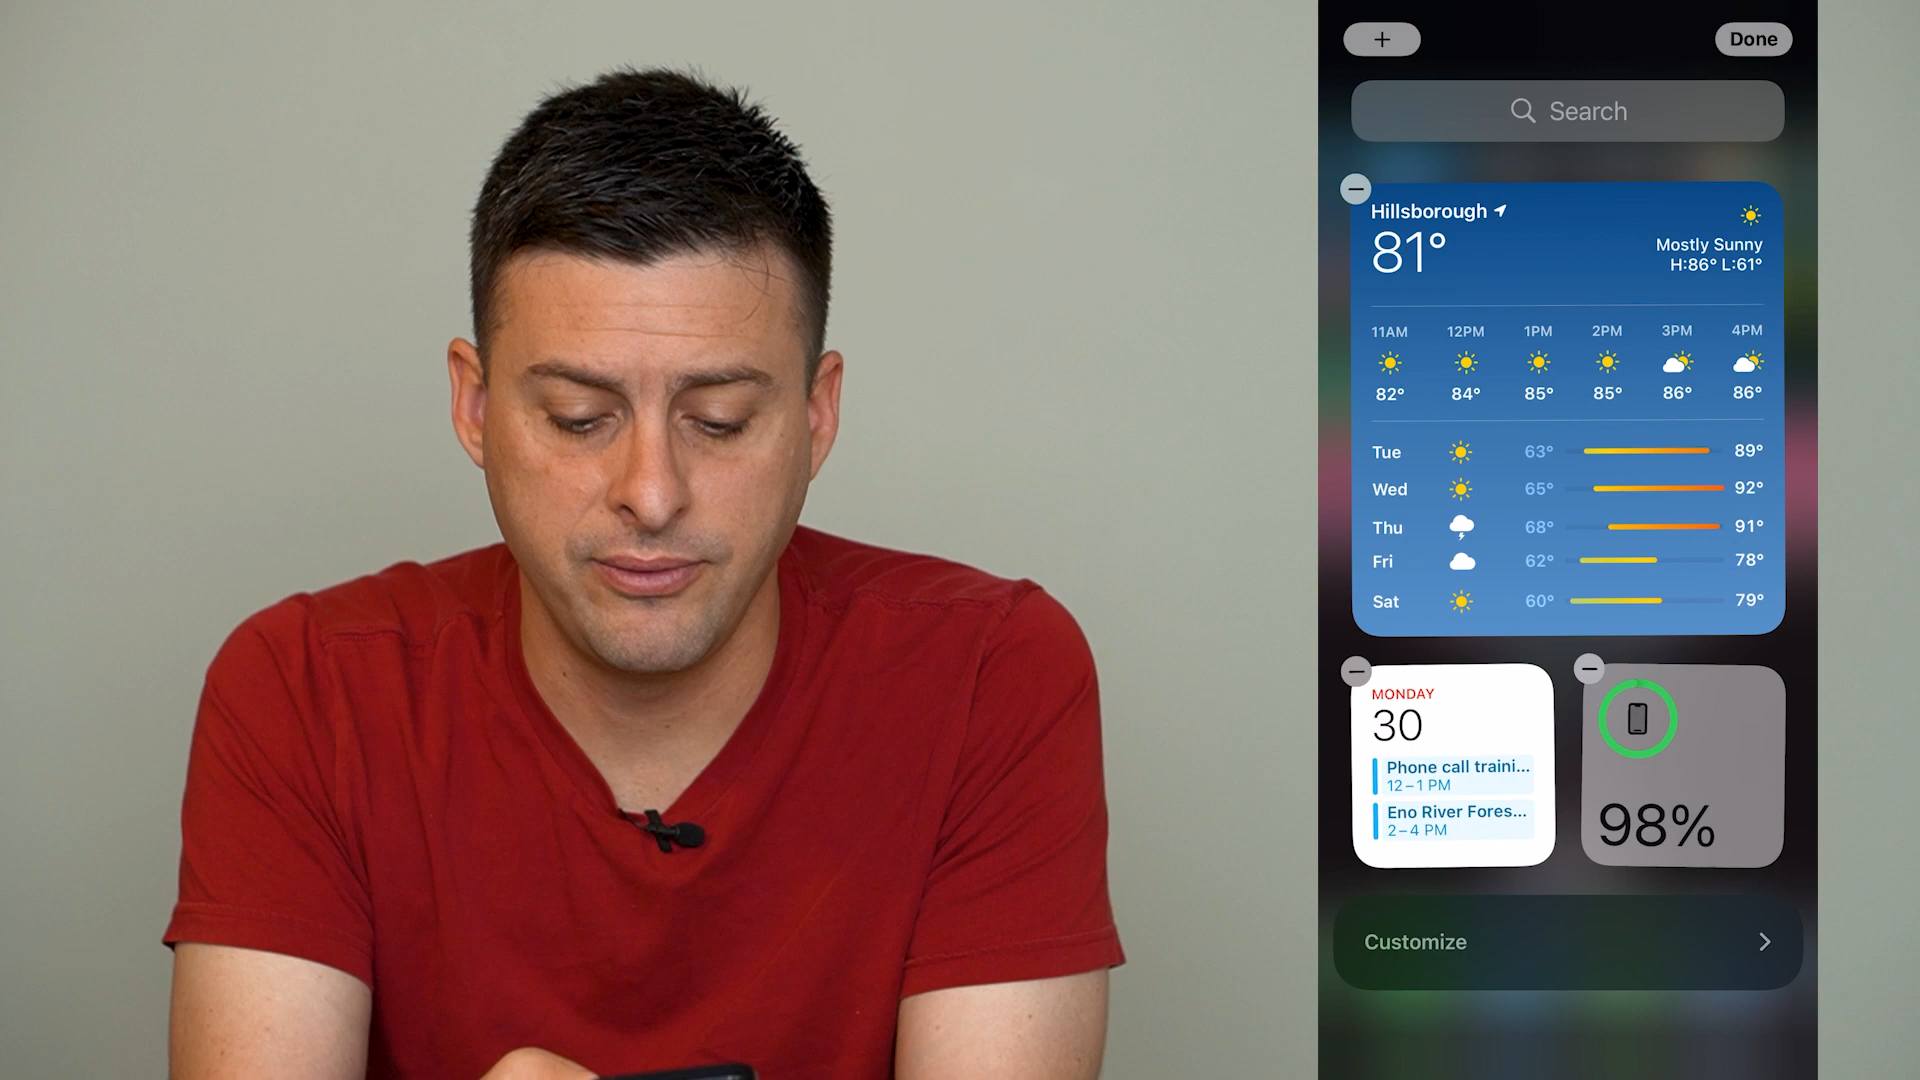 +
Done
Search
Hillsborough
81°
Mostly Sunny
H:86° L:61°
11AM 12PM 1PM 2PM 3PM 4PM
82° 84° 85° 85° 86° 86°
Tue 63° 89°
Wed 65° 92°
Thu 68° 91°
Fri 62° 78°
Sat 60° 79°
MONDAY
30
Phone call traini...
12–1 PM
Eno River Fores...
2–4 PM
98%
Customize